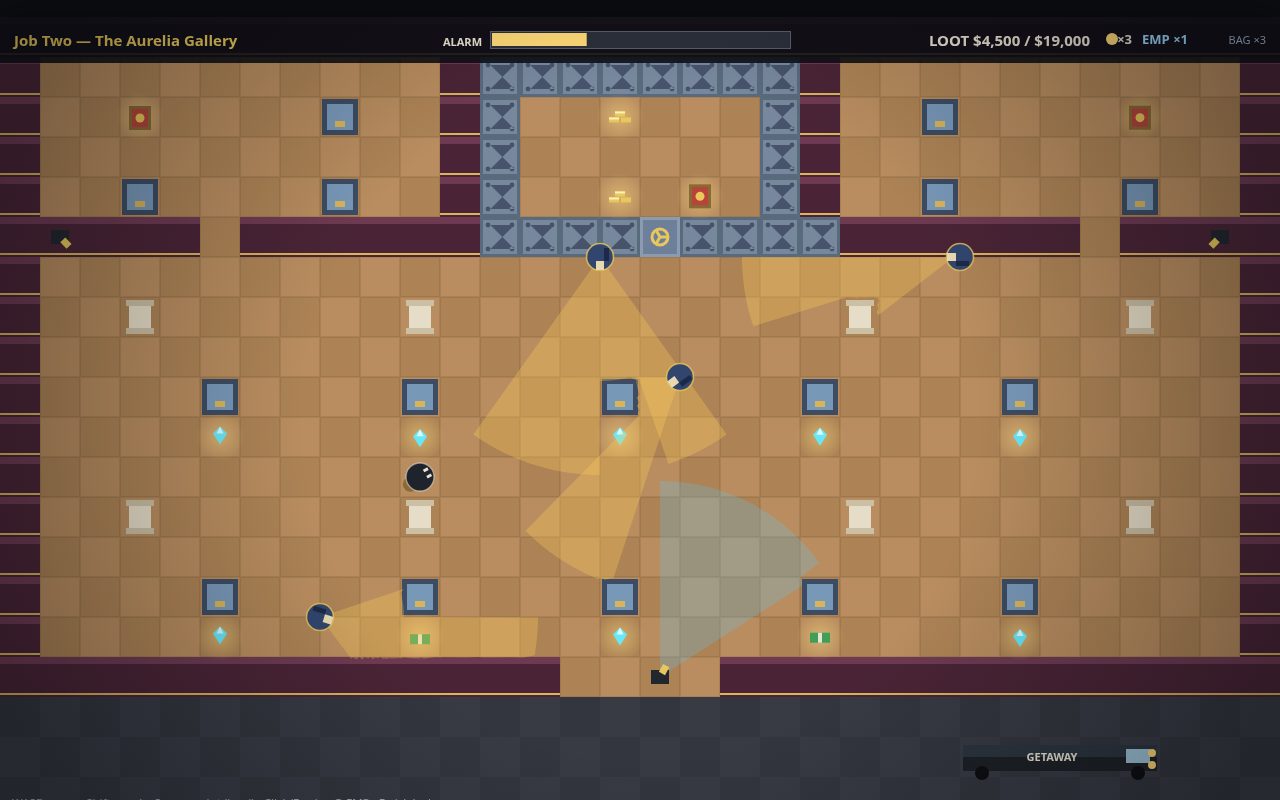 Job Two — The Aurelia Gallery
ALARM
LOOT $4,500 / $19,000
×3
EMP ×1
BAG ×3
GETAWAY